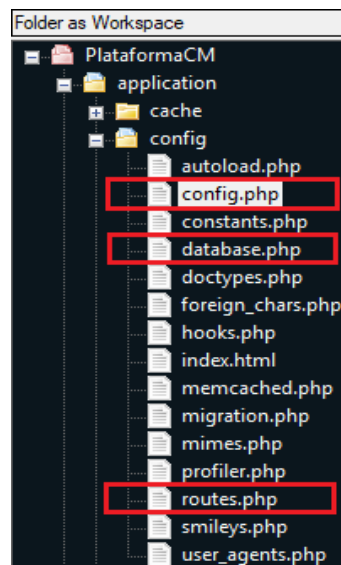 Folder as Workspace
PlataformaCM
application
cache
config
autoload.php
config.php
constants.php
database.php
doctypes.php
foreign_chars.php
hooks.php
index.html
memcached.php
migration.php
mimes.php
profiler.php
routes.php
smileys.php
user_agents.php